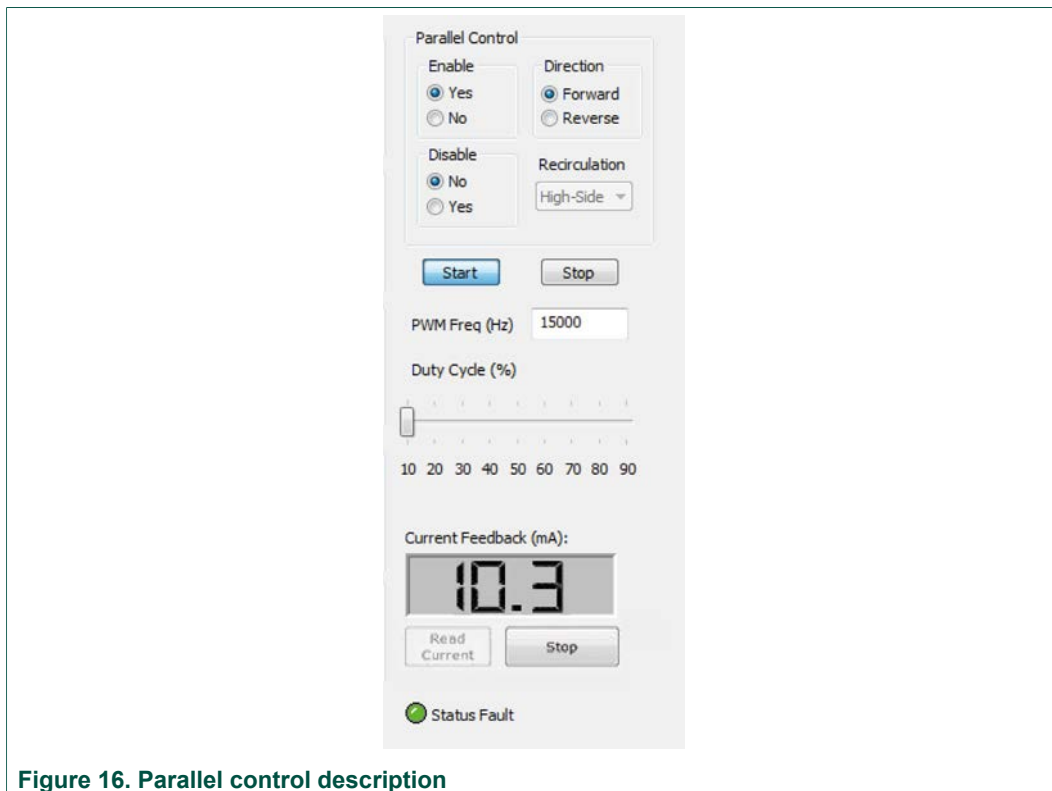 Parallel Control
Enable
Yes
No
Direction
Forward
Reverse
Disable
No
Yes
Recirculation
High-Side
Start Stop
PWM Freq (Hz) 15000
Duty Cycle (%)
10 20 30 40 50 60 70 80 90
Current Feedback (mA):
10.3
Read
Current
Stop
Status Fault
Figure 16. Parallel control description